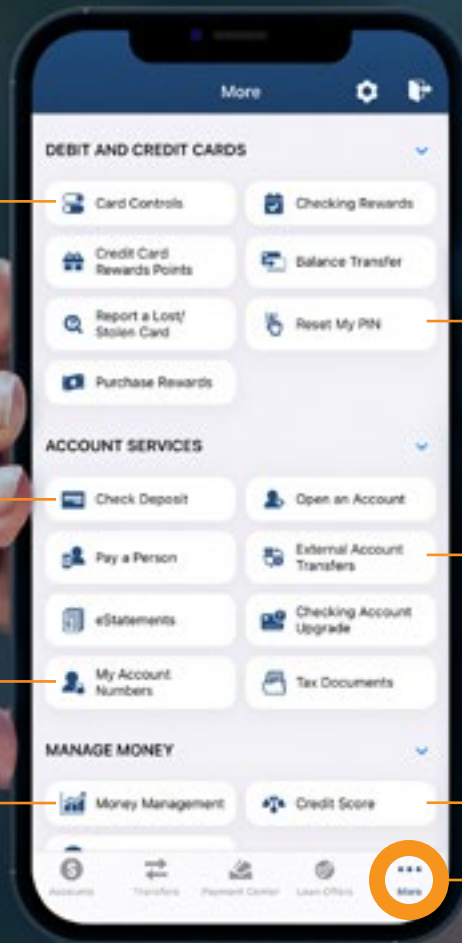 More
DEBIT AND CREDIT CARDS
Card Controls
Checking Rewards
Credit Card
Rewards Points
Balance Transfer
Report a Lost/
Stolen Card
Reset My PIN
Purchase Rewards
ACCOUNT SERVICES
Check Deposit
Open an Account
Pay a Person
External Account
Transfers
eStatements
Checking Account
Upgrade
My Account
Numbers
Tax Documents
MANAGE MONEY
Money Management
Credit Score
Accounts
Transfers
Payment Center
Loan Offers
More